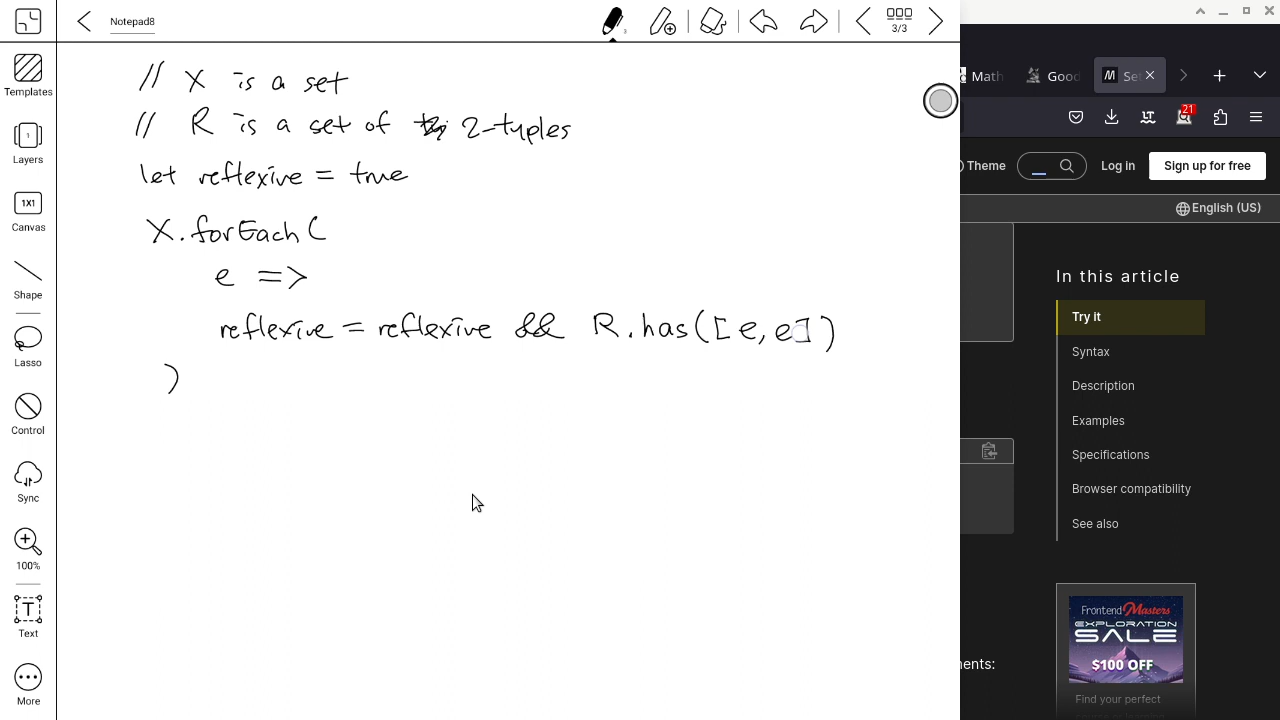 Notepad8
3/3
Templates
Layers
1X1
Canvas
Shape
Lasso
Control
Sync
100%
Text
More
// X is a set
// R is a set of 2-tuples
let reflexive = true
X.forEach(
e =>
reflexive = reflexive && R.has([e,e])
)
Math
Good
Set
21
Theme
Log in
Sign up for free
English (US)
In this article
Try it
Syntax
Description
Examples
Specifications
Browser compatibility
See also
Frontend Masters
EXPLORATION
SALE
$100 OFF
Find your perfect
nents: